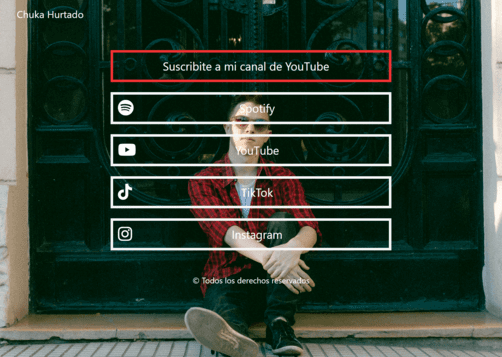 Chuka Hurtado
Suscribite a mi canal de YouTube
Spotify
YouTube
TikTok
Instagram
© Todos los derechos reservados